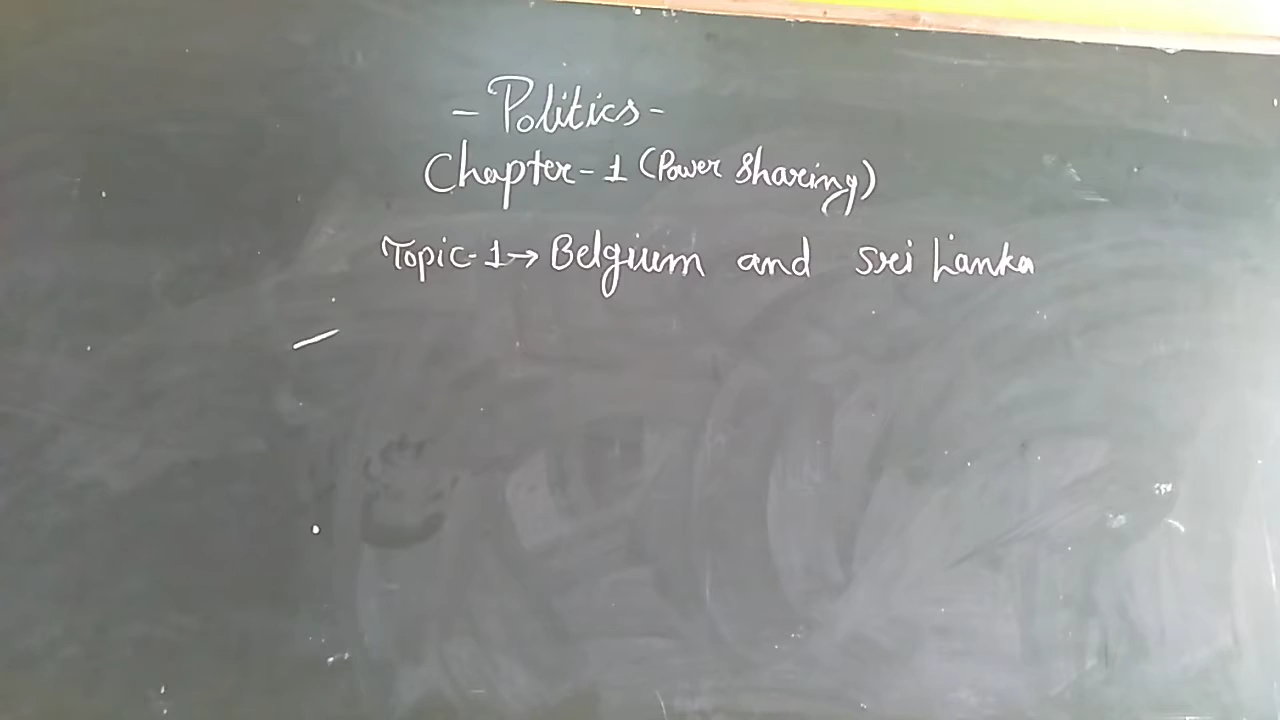 - Politics -
Chapter - 1 (Power Sharing)
Topic - 1 → Belgium and Sri Lanka